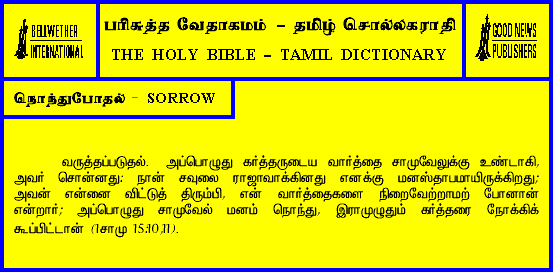 BELLWETHER
INTERNATIONAL
பரிசுத்த வேதாகமம் – தமிழ் சொல்லகராதி
THE HOLY BIBLE – TAMIL DICTIONARY
GOOD NEWS
PUBLISHERS
நொந்துபோதல் – SORROW
வருத்தப்படுதல். அப்பொழுது கர்த்தருடைய வார்த்தை சாமுவேலுக்கு உண்டாகி,
அவர் சொன்னது: நான் சவுலை ராஜாவாக்கினது எனக்கு மனஸ்தாபமாயிருக்கிறது;
அவன் என்னை விட்டுத் திரும்பி, என் வார்த்தைகளை நிறைவேற்றாமற் போனான்
என்றார்; அப்பொழுது சாமுவேல் மனம் நொந்து, இராமுழுதும் கர்த்தரை நோக்கிக்
கூப்பிட்டான் (1சாமு 15:10,11).